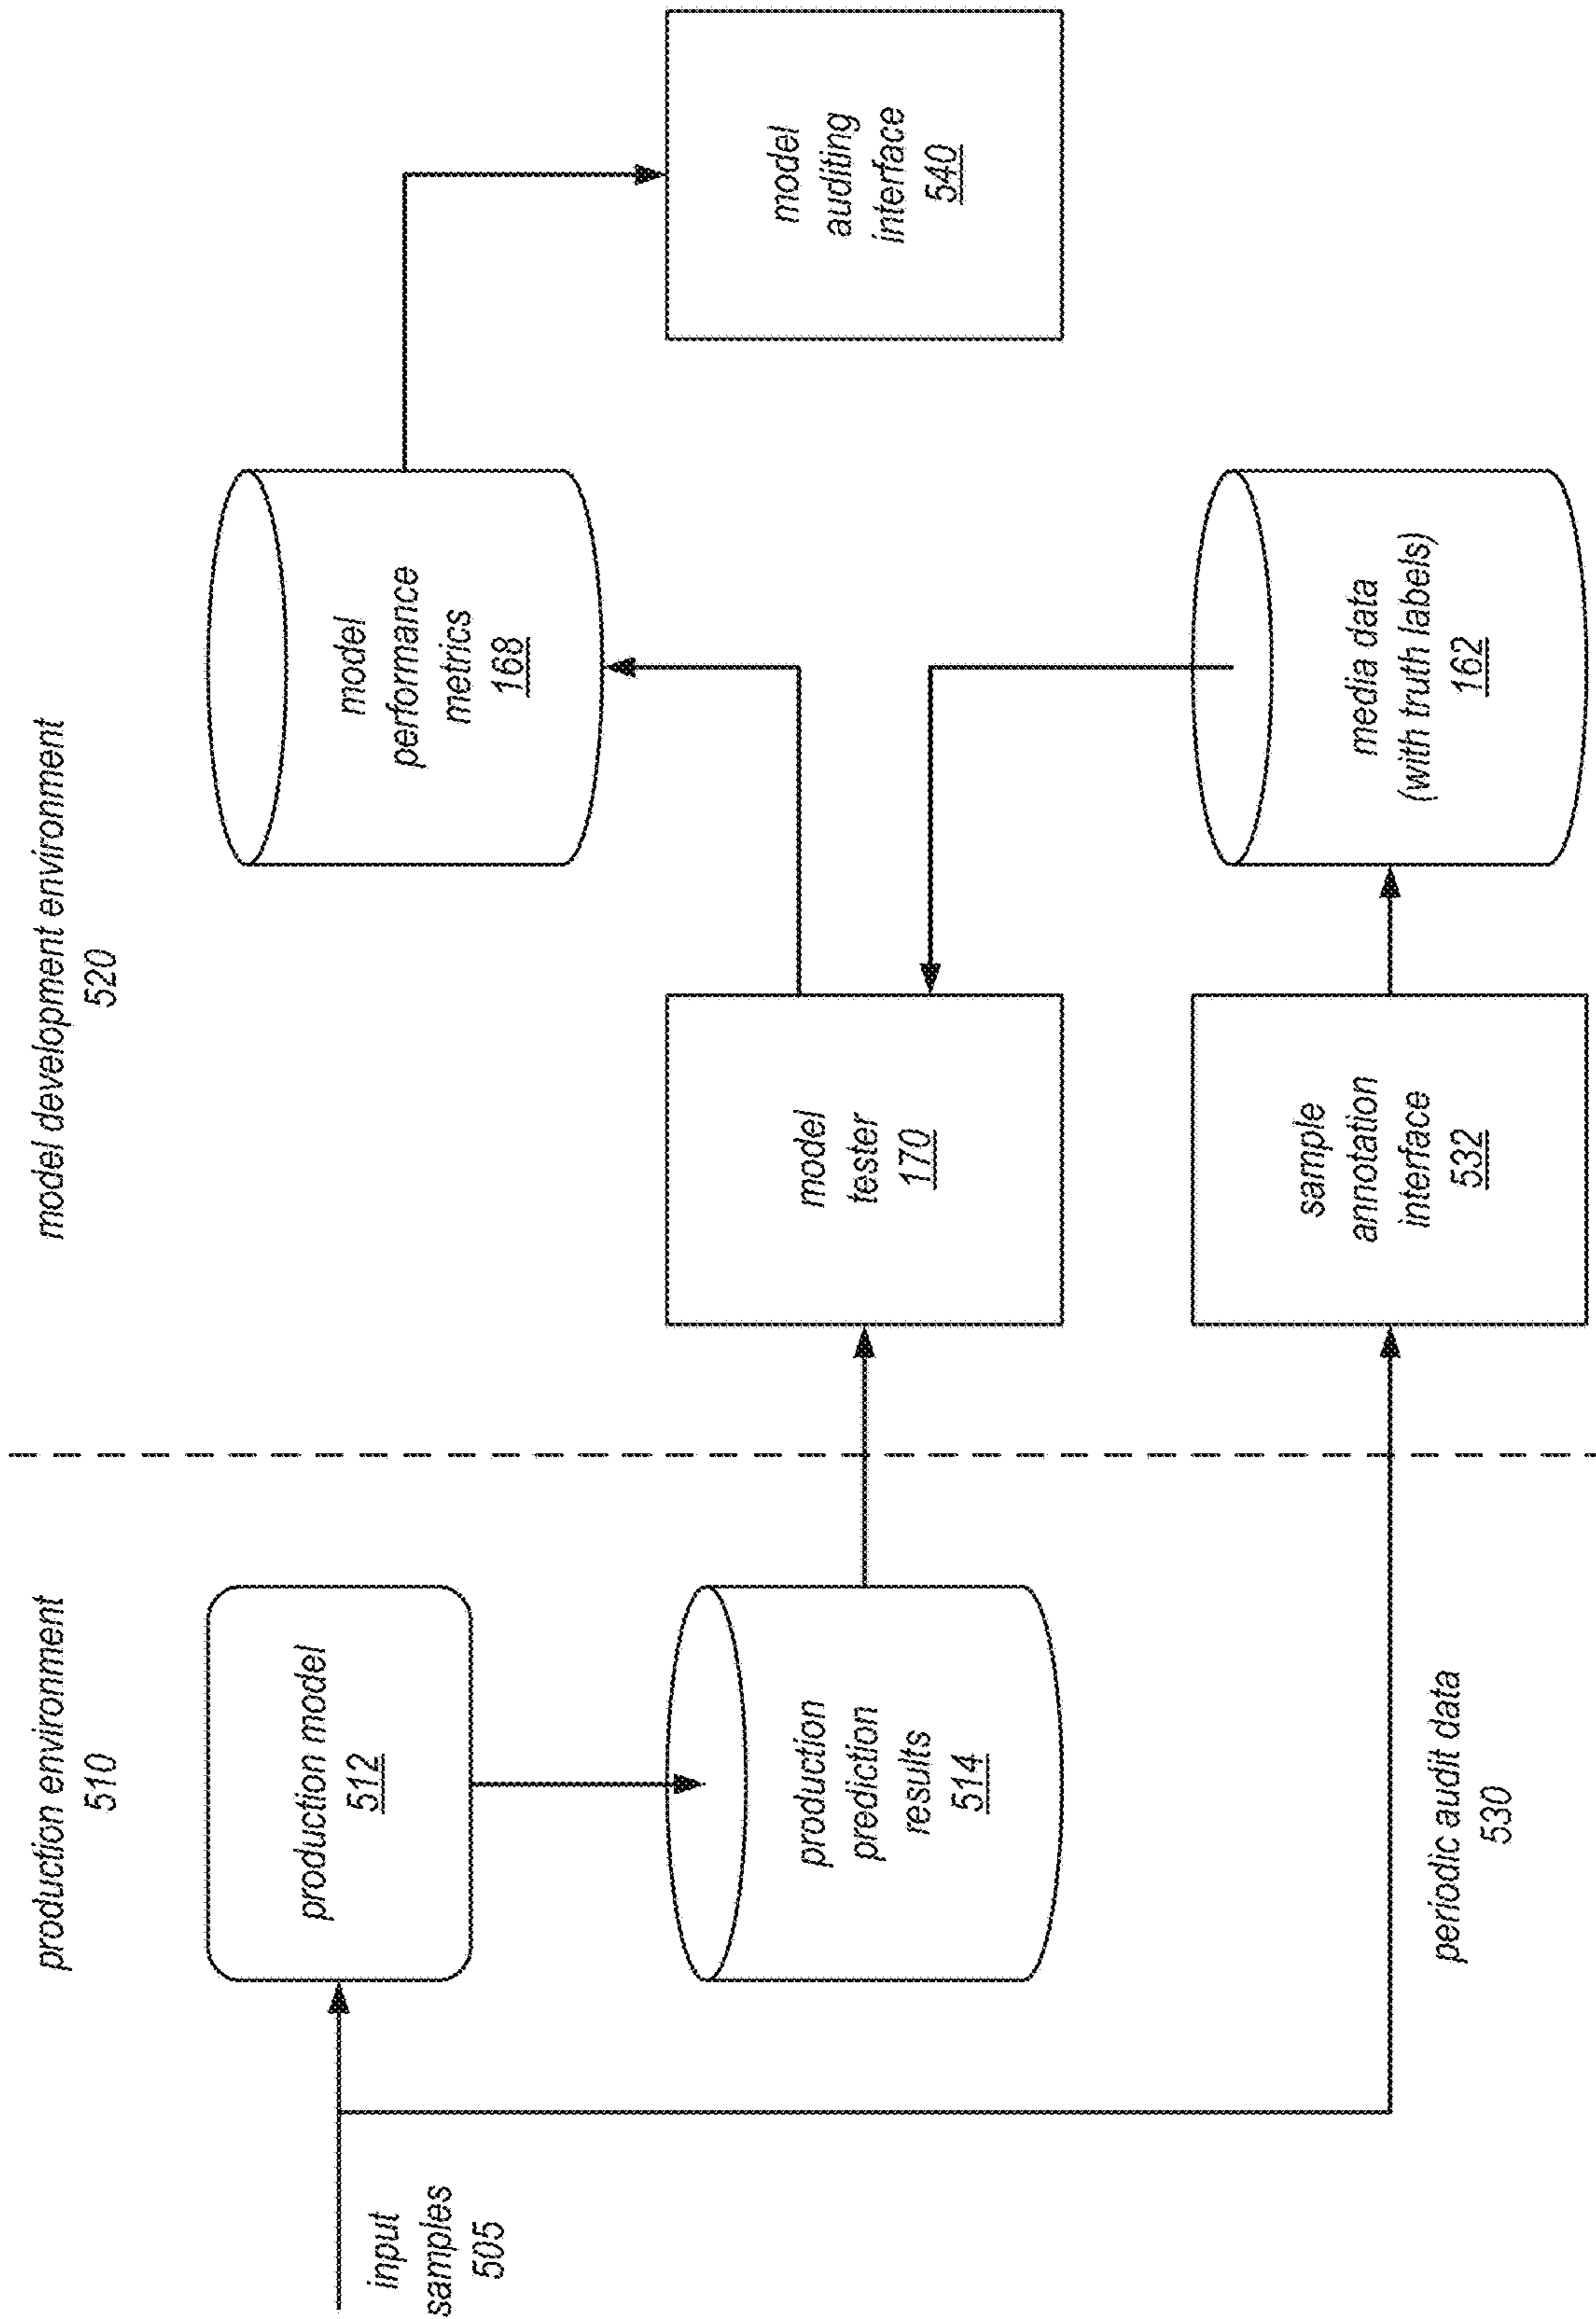 production environment
510
model development environment
520
input
samples
505
production model
512
production
prediction
results
514
periodic audit data
530
model
tester
170
sample
annotation
interface
532
model
performance
metrics
168
media data
(with truth labels)
162
model
auditing
interface
540